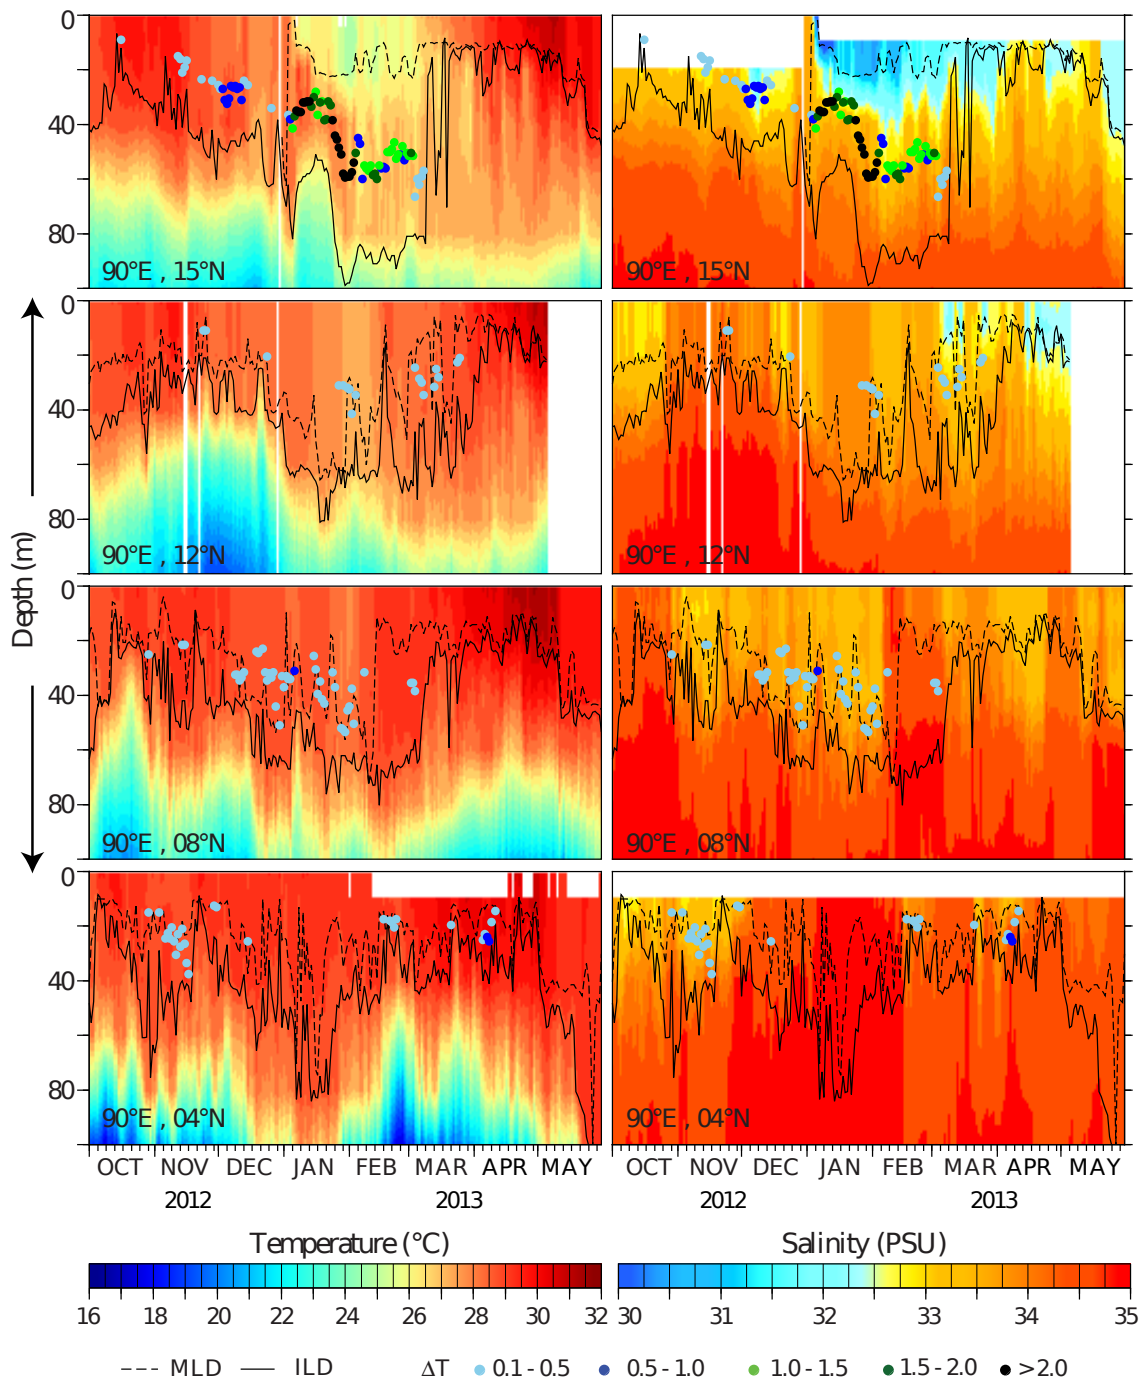 0
40
80
90°E , 15°N
90°E , 15°N
0
40
80
90°E , 12°N
90°E , 12°N
Depth (m)
0
40
80
90°E , 08°N
90°E , 08°N
0
40
80
90°E , 04°N
90°E , 04°N
OCT NOV DEC JAN FEB MAR APR MAY
OCT NOV DEC JAN FEB MAR APR MAY
2012 2013
2012 2013
Temperature (°C)
Salinity (PSU)
16 18 20 22 24 26 28 30 32
30 31 32 33 34 35
MLD ILD ΔT 0.1 - 0.5 0.5 - 1.0 1.0 - 1.5 1.5 - 2.0 >2.0